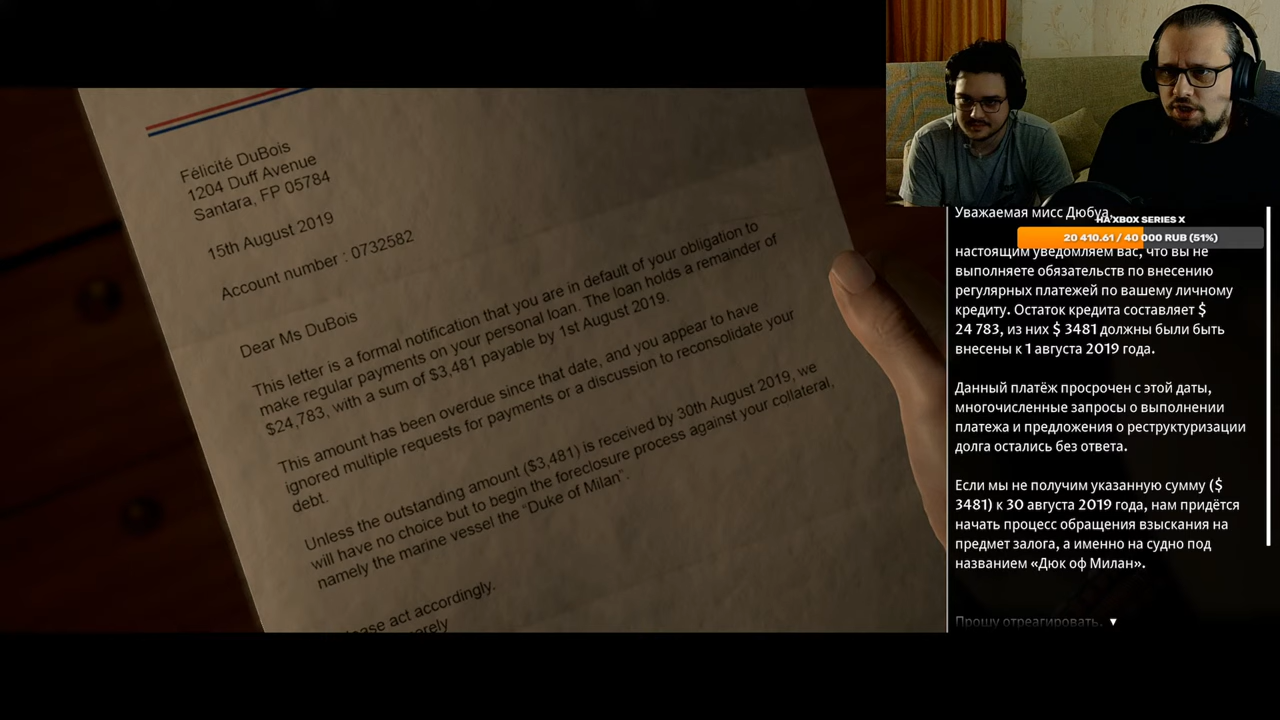 Félicité DuBois
1204 Duff Avenue
Santara, FP 05784
15th August 2019
Account number : 0732582
Dear Ms DuBois
This letter is a formal notification that you are in default of your obligation to
make regular payments on your personal loan. The loan holds a remainder of
$24,783, with a sum of $3,481 payable by 1st August 2019.
This amount has been overdue since that date, and you appear to have
ignored multiple requests for payments or a discussion to reconsolidate your
debt.
Unless the outstanding amount ($3,481) is received by 30th August 2019, we
will have no choice but to begin the foreclosure process against your collateral,
namely the marine vessel the "Duke of Milan".
ease act accordingly.
erely
Уважаемая мисс Дюбуа,
НА XBOX SERIES X
20 410.61 / 40 000 RUB (51%)
настоящим уведомляем вас, что вы не
выполняете обязательств по внесению
регулярных платежей по вашему личному
кредиту. Остаток кредита составляет $
24 783, из них $ 3481 должны были быть
внесены к 1 августа 2019 года.
Данный платёж просрочен с этой даты,
многочисленные запросы о выполнении
платежа и предложения о реструктуризации
долга остались без ответа.
Если мы не получим указанную сумму ($
3481) к 30 августа 2019 года, нам придётся
начать процесс обращения взыскания на
предмет залога, а именно на судно под
названием «Дюк оф Милан».
Прошу отреагировать.